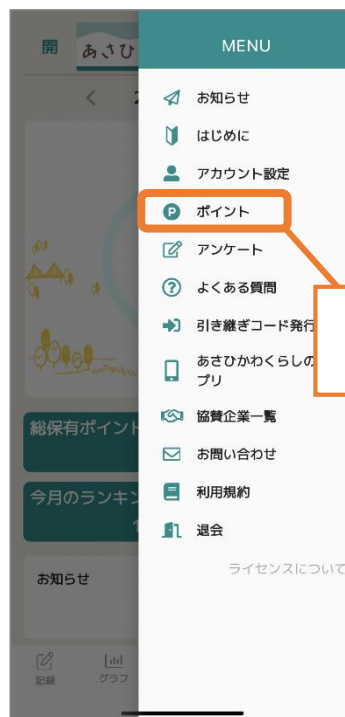 開 あさひ
MENU
お知らせ
はじめに
アカウント設定
ポイント
アンケート
よくある質問
引き継ぎコード発行
あさひかわくらしの
プリ
協賛企業一覧
お問い合わせ
利用規約
退会
ライセンスについて
総保有ポイント
今月のランキン
お知らせ
記録 グラフ